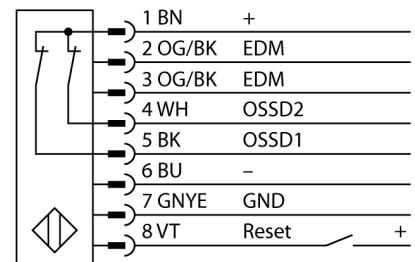 1 BN +
2 OG/BK EDM
3 OG/BK EDM
4 WH OSSD2
5 BK OSSD1
6 BU –
7 GNYE GND
8 VT Reset +